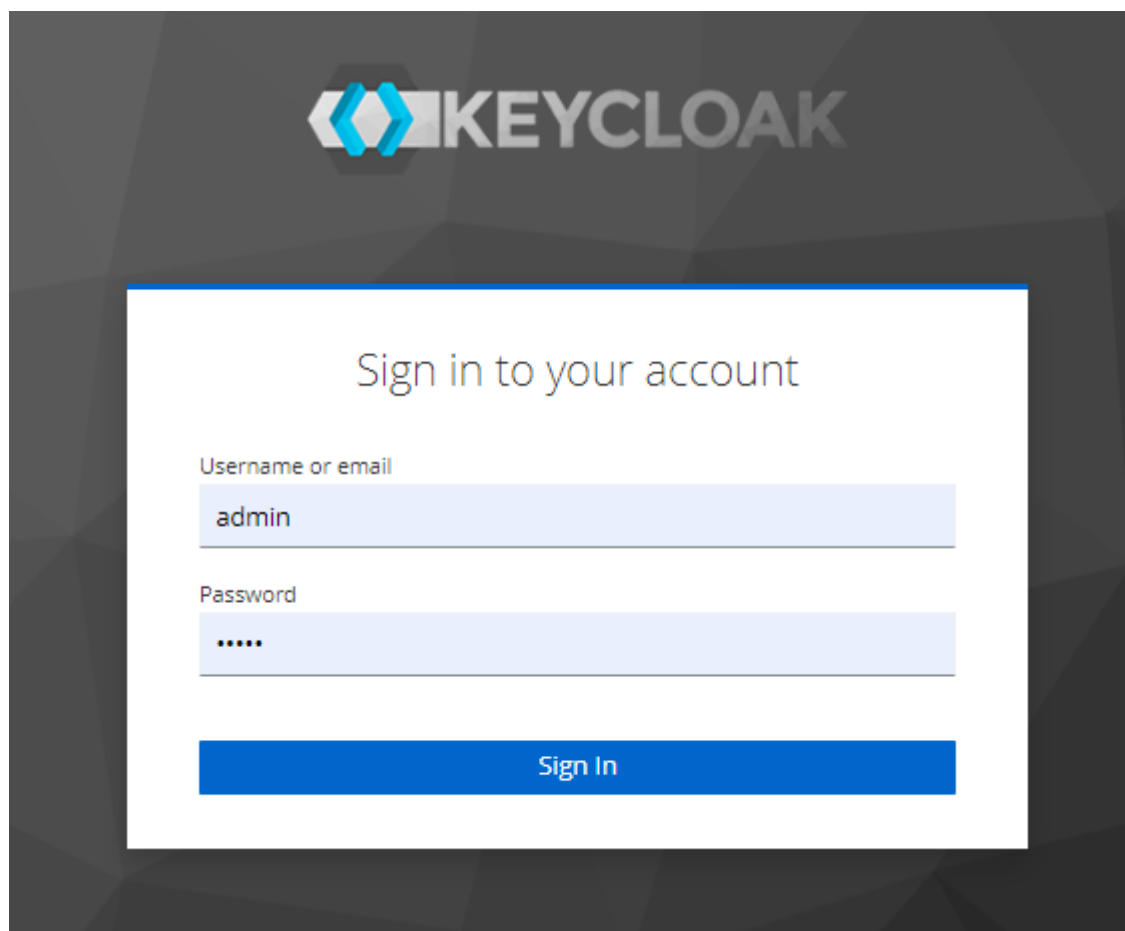 KEYCLOAK
Sign in to your account
Username or email
admin
Password
•••••
Sign In